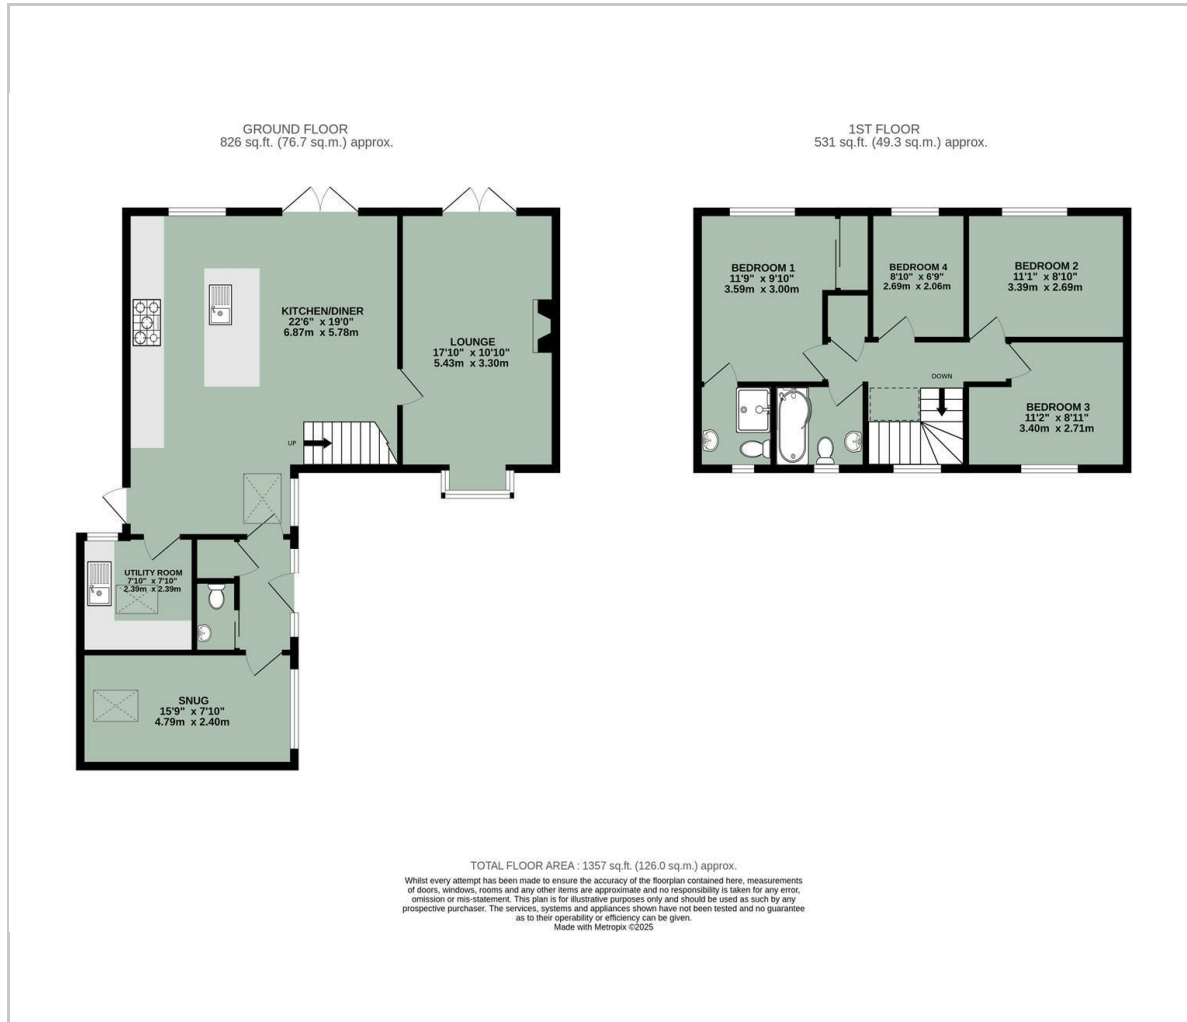 GROUND FLOOR
826 sq.ft. (76.7 sq.m.) approx.
1ST FLOOR
531 sq.ft. (49.3 sq.m.) approx.
KITCHEN/DINER
22'6" x 19'0"
6.87m x 5.78m
LOUNGE
17'10" x 10'10"
5.43m x 3.30m
UP
UTILITY ROOM
7'10" x 7'10"
2.39m x 2.39m
SNUG
15'9" x 7'10"
4.79m x 2.40m
BEDROOM 1
11'9" x 9'10"
3.59m x 3.00m
BEDROOM 4
8'10" x 6'9"
2.69m x 2.06m
BEDROOM 2
11'1" x 8'10"
3.39m x 2.69m
DOWN
BEDROOM 3
11'2" x 8'11"
3.40m x 2.71m
TOTAL FLOOR AREA : 1357 sq.ft. (126.0 sq.m.) approx.
Whilst every attempt has been made to ensure the accuracy of the floorplan contained here, measurements
of doors, windows, rooms and any other items are approximate and no responsibility is taken for any error,
omission or mis-statement. This plan is for illustrative purposes only and should be used as such by any
prospective purchaser. The services, systems and appliances shown have not been tested and no guarantee
as to their operability or efficiency can be given.
Made with Metropix ©2025